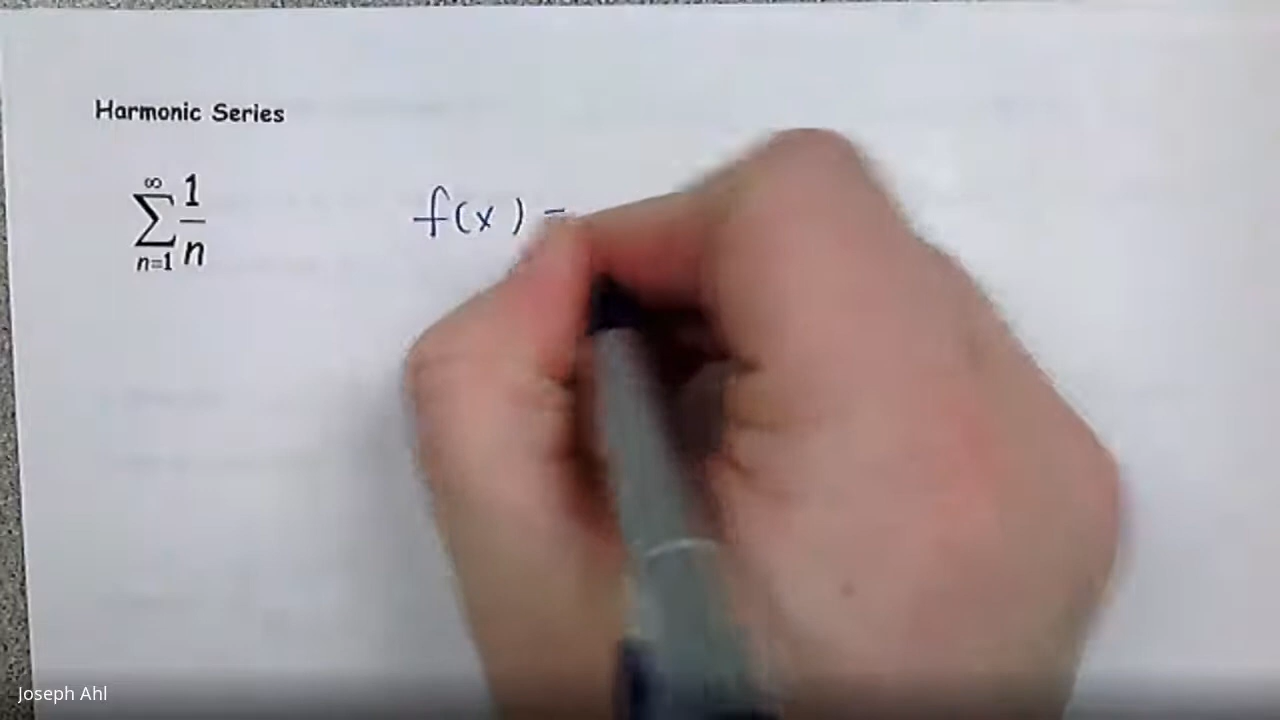 Harmonic Series
∞
∑ 1/n
n=1
f(x) =
Joseph Ahl